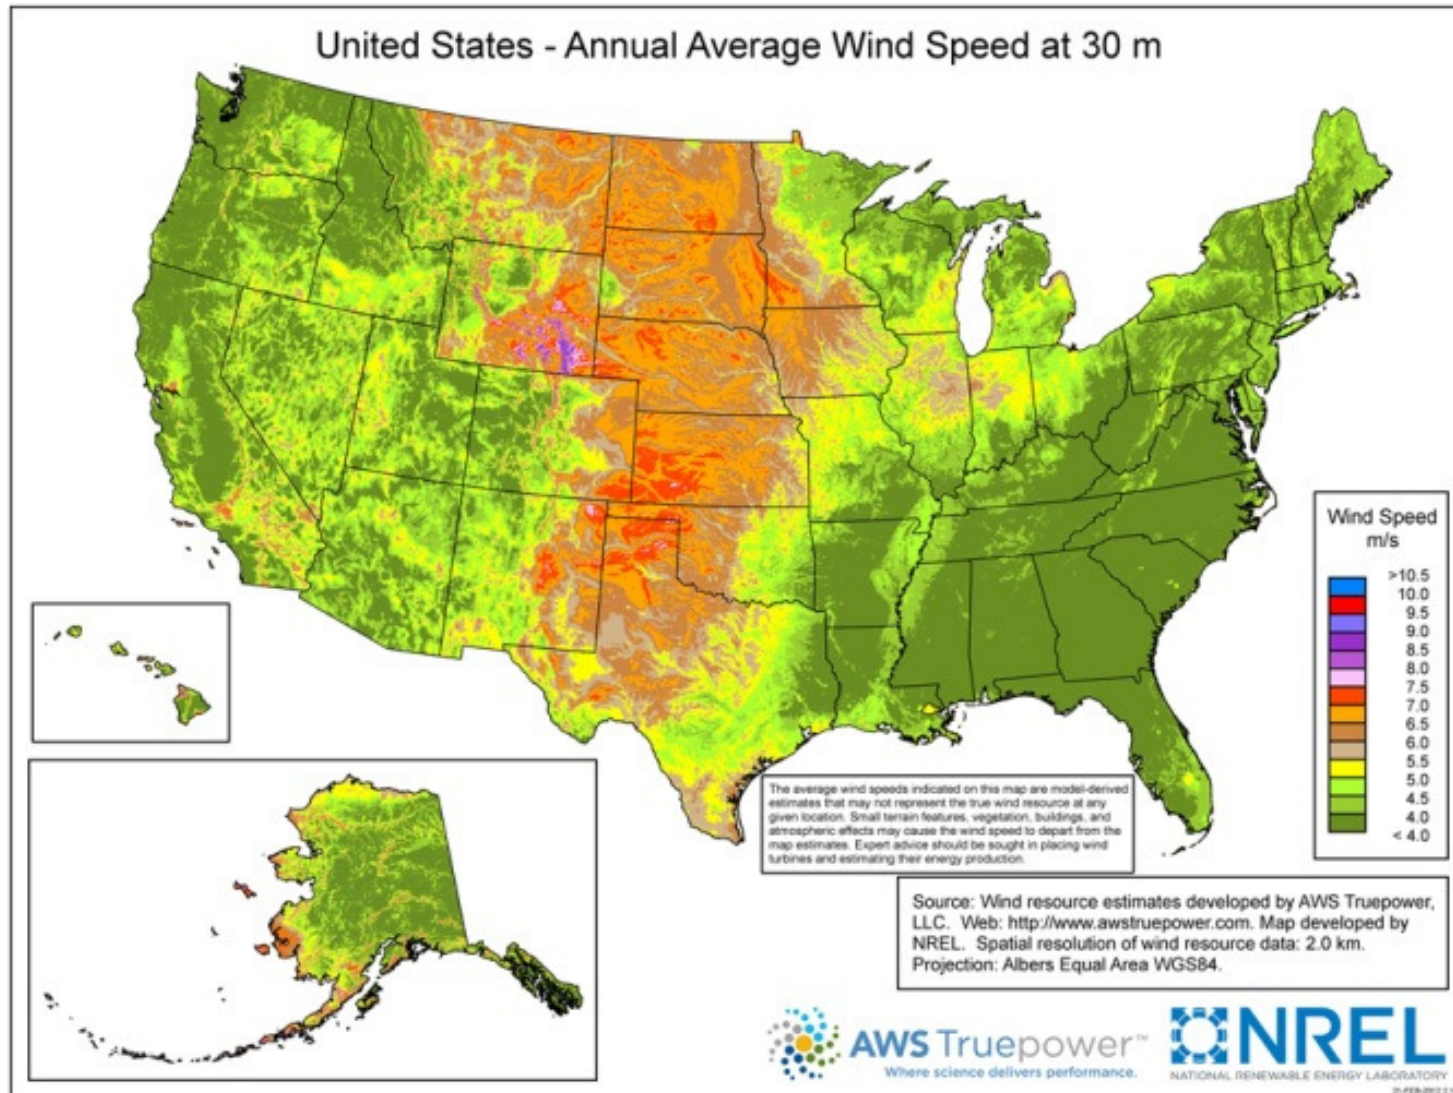 United States - Annual Average Wind Speed at 30 m
Wind Speed
m/s
>10.5
10.0
9.5
9.0
8.5
8.0
7.5
7.0
6.5
6.0
5.5
5.0
4.5
4.0
< 4.0
The average wind speeds indicated on this map are model-derived
estimates that may not represent the true wind resource at any
given location. Small terrain features, vegetation, buildings, and
atmospheric effects may cause the wind speed to depart from the
map estimates. Expert advice should be sought in placing wind
turbines and estimating their energy production.
Source: Wind resource estimates developed by AWS Truepower,
LLC. Web: http://www.awstruepower.com. Map developed by
NREL. Spatial resolution of wind resource data: 2.0 km.
Projection: Albers Equal Area WGS84.
AWS Truepower™
Where science delivers performance.
NREL
NATIONAL RENEWABLE ENERGY LABORATORY